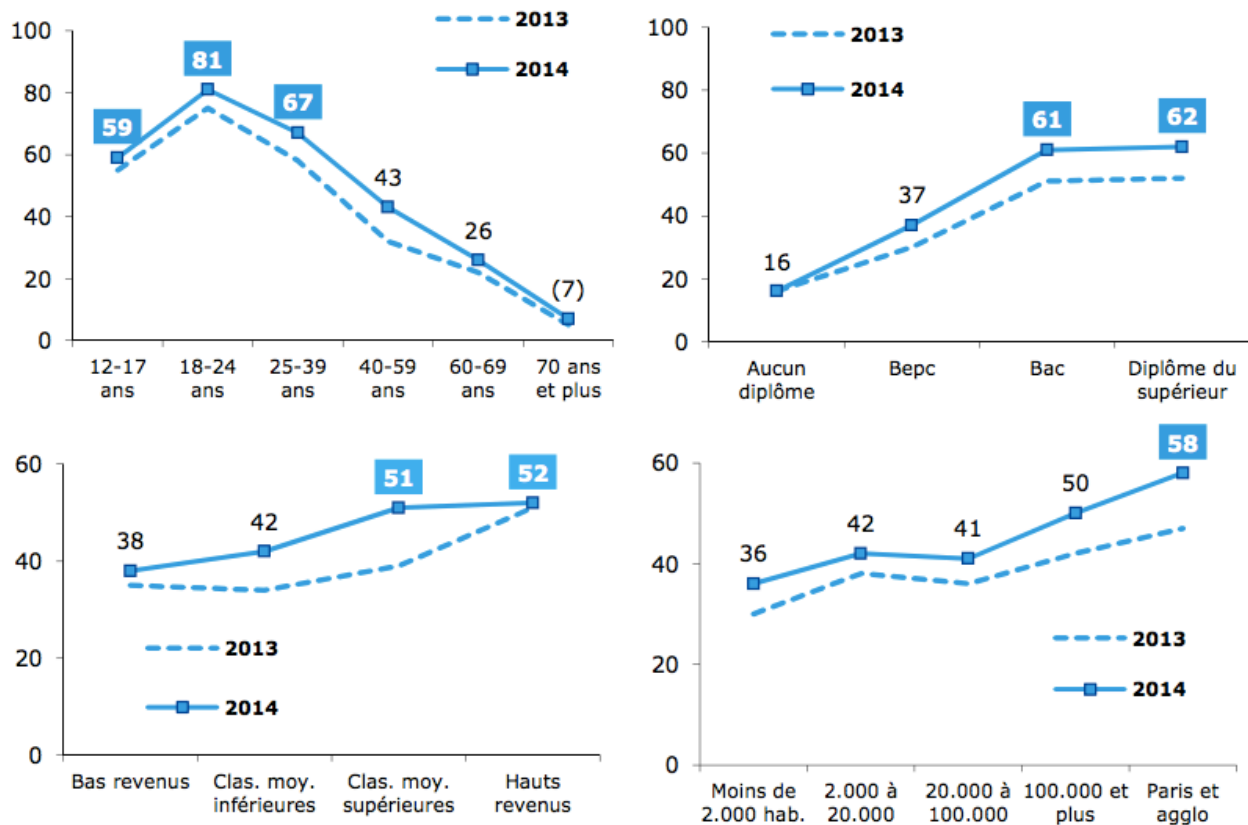 2013
2014
100
80
60
40
20
0
59
81
67
43
26
(7)
12-17
ans
18-24
ans
25-39
ans
40-59
ans
60-69
ans
70 ans
et plus
2013
2014
100
80
60
40
20
0
16
37
61
62
Aucun
diplôme
Bepc
Bac
Diplôme du
supérieur
60
40
20
0
38
42
51
52
2013
2014
Bas revenus
Clas. moy.
inférieures
Clas. moy.
supérieures
Hauts
revenus
60
40
20
0
36
42
41
50
58
2013
2014
Moins de
2.000 hab.
2.000 à
20.000
20.000 à
100.000
100.000 et
plus
Paris et
agglo